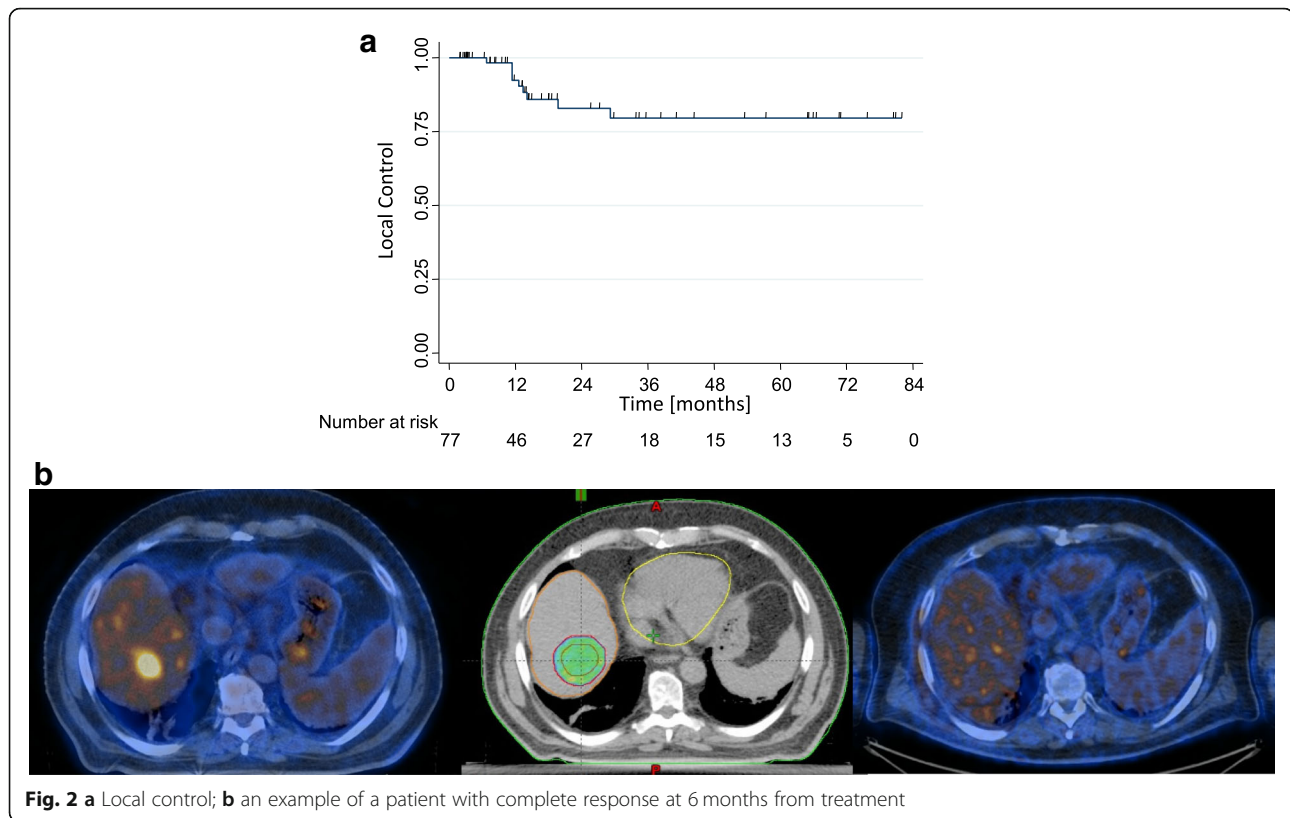 a
1.00
0.75
0.50
0.25
0.00
Local Control
0 12 24 36 48 60 72 84
Time [months]
Number at risk
77 46 27 18 15 13 5 0
b
A
P
Fig. 2 a Local control; b an example of a patient with complete response at 6 months from treatment